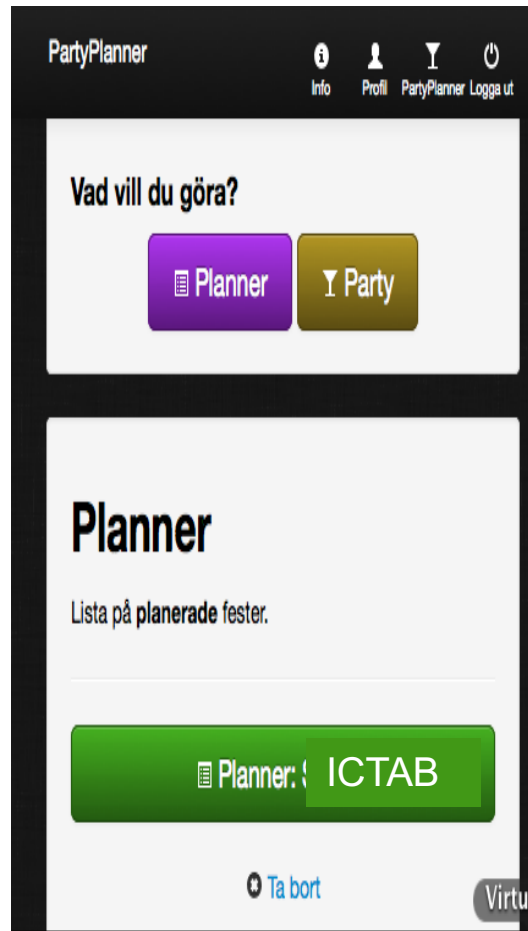 PartyPlanner
Info Profil PartyPlanner Logga ut
Vad vill du göra?
Planner Party
Planner
Lista på planerade fester.
Planner: ICTAB
Ta bort
Virtu